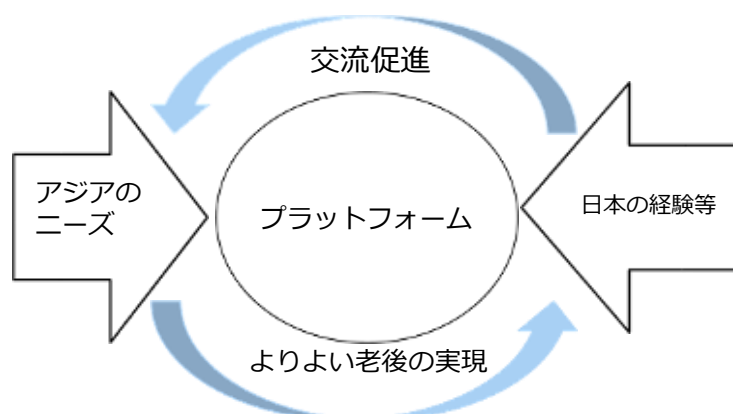 交流促進
アジアの
ニーズ
プラットフォーム
日本の経験等
よりよい老後の実現